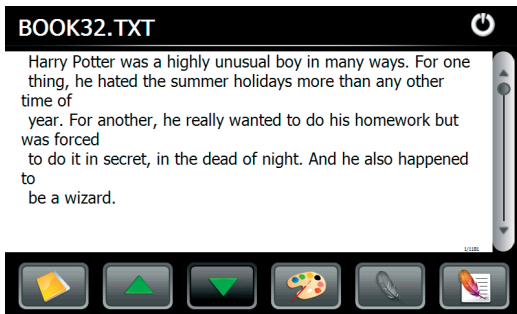 BOOK32.TXT
Harry Potter was a highly unusual boy in many ways. For one
thing, he hated the summer holidays more than any other
time of
year. For another, he really wanted to do his homework but
was forced
to do it in secret, in the dead of night. And he also happened
to
be a wizard.